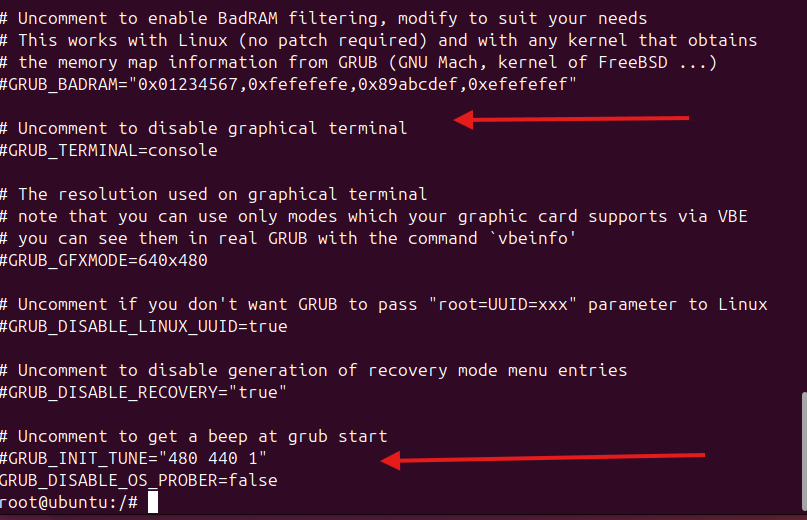 # Uncomment to enable BadRAM filtering, modify to suit your needs
# This works with Linux (no patch required) and with any kernel that obtains
# the memory map information from GRUB (GNU Mach, kernel of FreeBSD ...)
#GRUB_BADRAM="0x01234567,0xfefefefe,0x89abcdef,0xefefefef"
# Uncomment to disable graphical terminal
#GRUB_TERMINAL=console
# The resolution used on graphical terminal
# note that you can use only modes which your graphic card supports via VBE
# you can see them in real GRUB with the command `vbeinfo'
#GRUB_GFXMODE=640x480
# Uncomment if you don't want GRUB to pass "root=UUID=xxx" parameter to Linux
#GRUB_DISABLE_LINUX_UUID=true
# Uncomment to disable generation of recovery mode menu entries
#GRUB_DISABLE_RECOVERY="true"
# Uncomment to get a beep at grub start
#GRUB_INIT_TUNE="480 440 1"
GRUB_DISABLE_OS_PROBER=false
root@ubuntu:/#